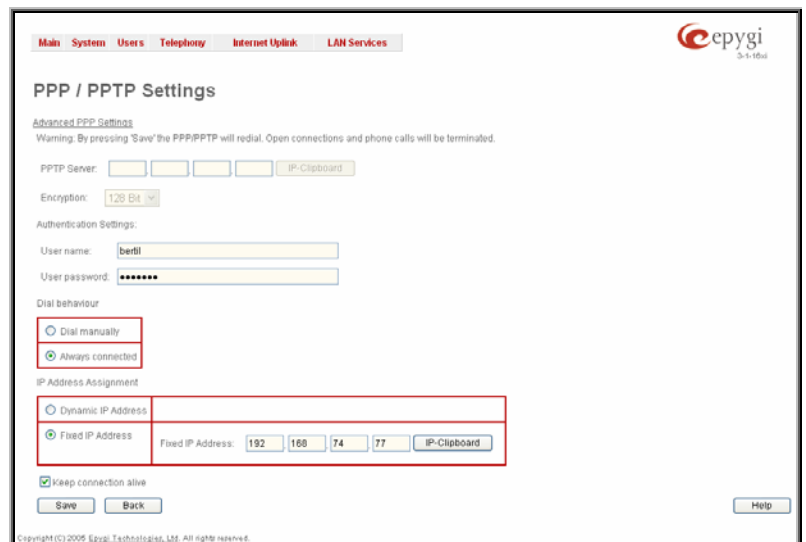 Main System Users Telephony Internet Uplink LAN Services
epygi
3-1-16xi
PPP / PPTP Settings
Advanced PPP Settings
Warning: By pressing 'Save' the PPP/PPTP will redial. Open connections and phone calls will be terminated.
PPTP Server: . . . IP-Clipboard
Encryption: 128 Bit
Authentication Settings:
User name: bertil
User password: •••••••
Dial behaviour
Dial manually
Always connected
IP Address Assignment
Dynamic IP Address
Fixed IP Address Fixed IP Address: 192 . 168 . 74 . 77 IP-Clipboard
Keep connection alive
Save Back Help
Copyright (C) 2005 Epygi Technologies, Ltd. All rights reserved.